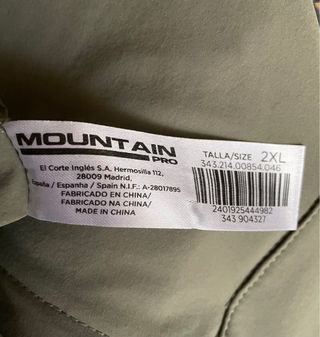 MOUNTAIN
PRO
El Corte Inglés S.A. Hermosilla 112,
28009 Madrid,
España / Espanha / Spain N.I.F.: A-28017895
FABRICADO EN CHINA/
FABRICADO NA CHINA/
MADE IN CHINA
TALLA/SIZE 2XL
343.214.00854.046
2401925444982
343 904327